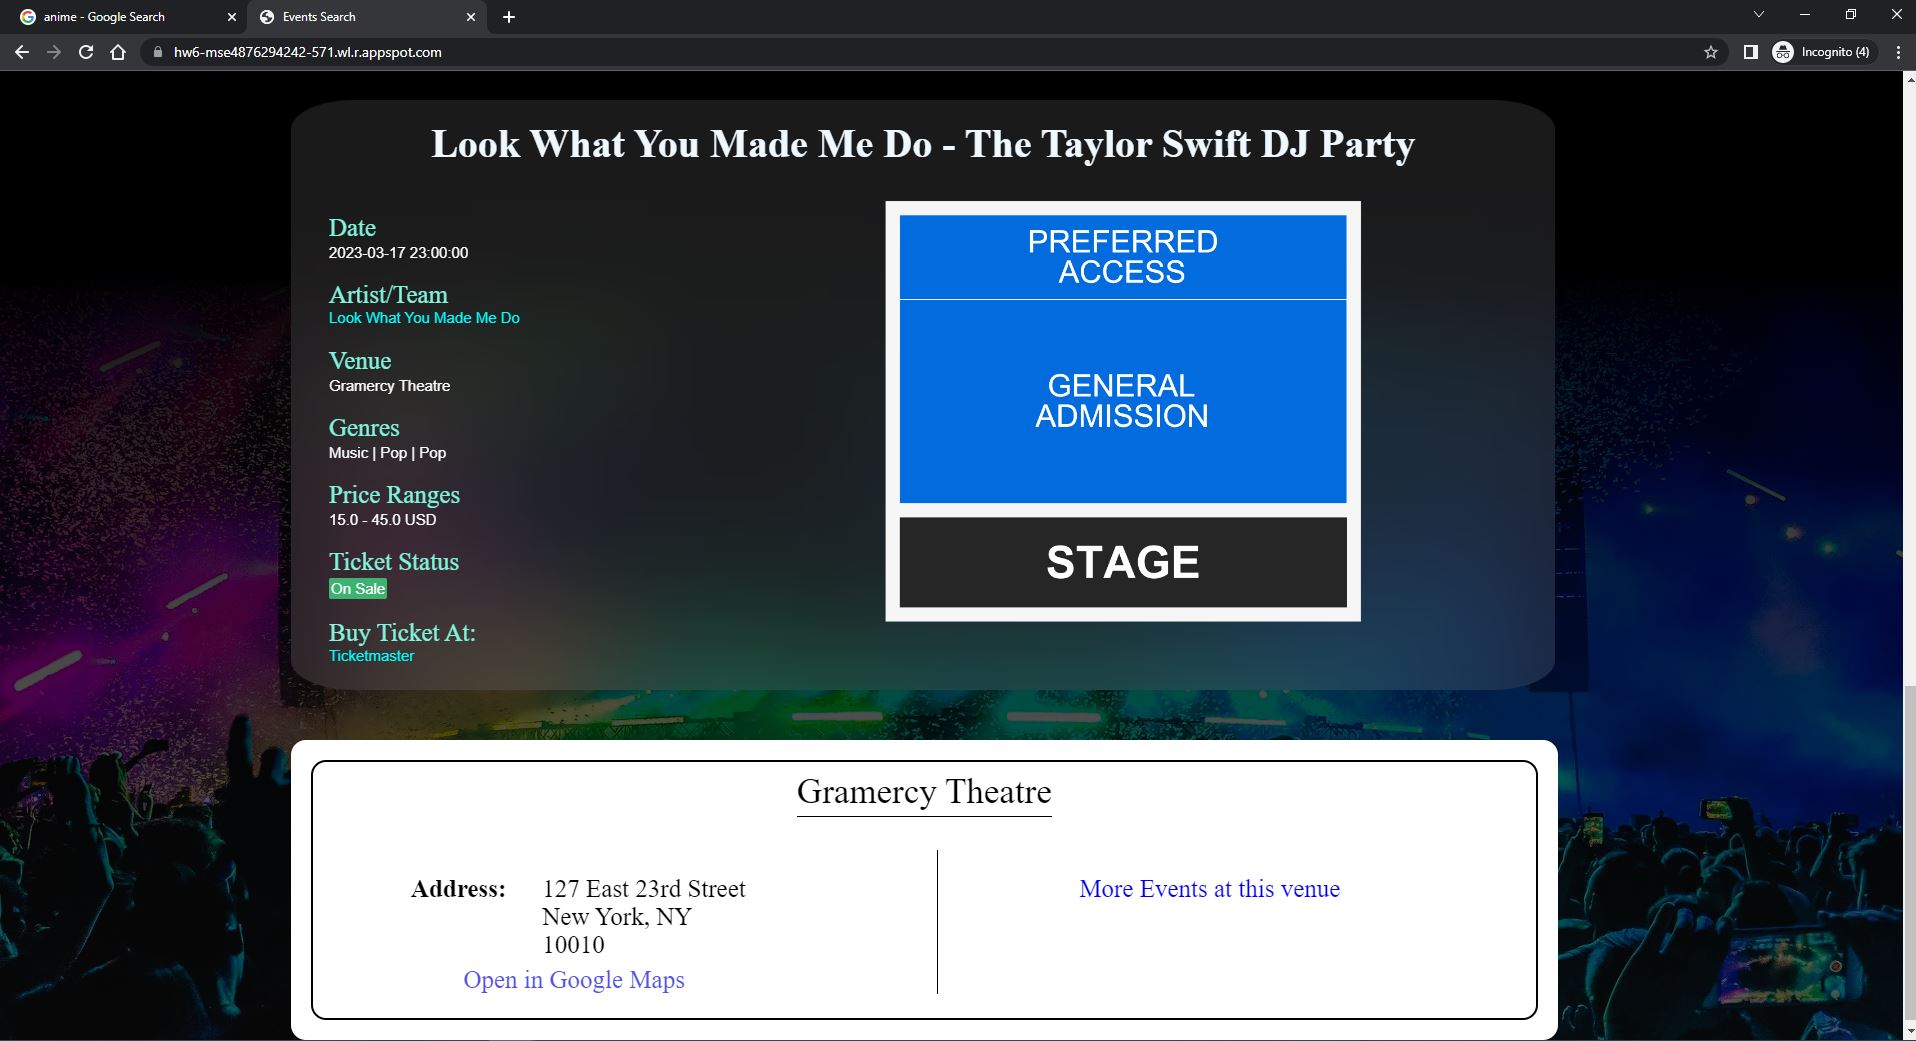 anime - Google Search
Events Search
hw6-mse4876294242-571.wl.r.appspot.com
Incognito (4)
Look What You Made Me Do - The Taylor Swift DJ Party
Date
2023-03-17 23:00:00
Artist/Team
Look What You Made Me Do
Venue
Gramercy Theatre
Genres
Music | Pop | Pop
Price Ranges
15.0 - 45.0 USD
Ticket Status
On Sale
Buy Ticket At:
Ticketmaster
PREFERRED
ACCESS
GENERAL
ADMISSION
STAGE
Gramercy Theatre
Address: 127 East 23rd Street
New York, NY
10010
Open in Google Maps
More Events at this venue